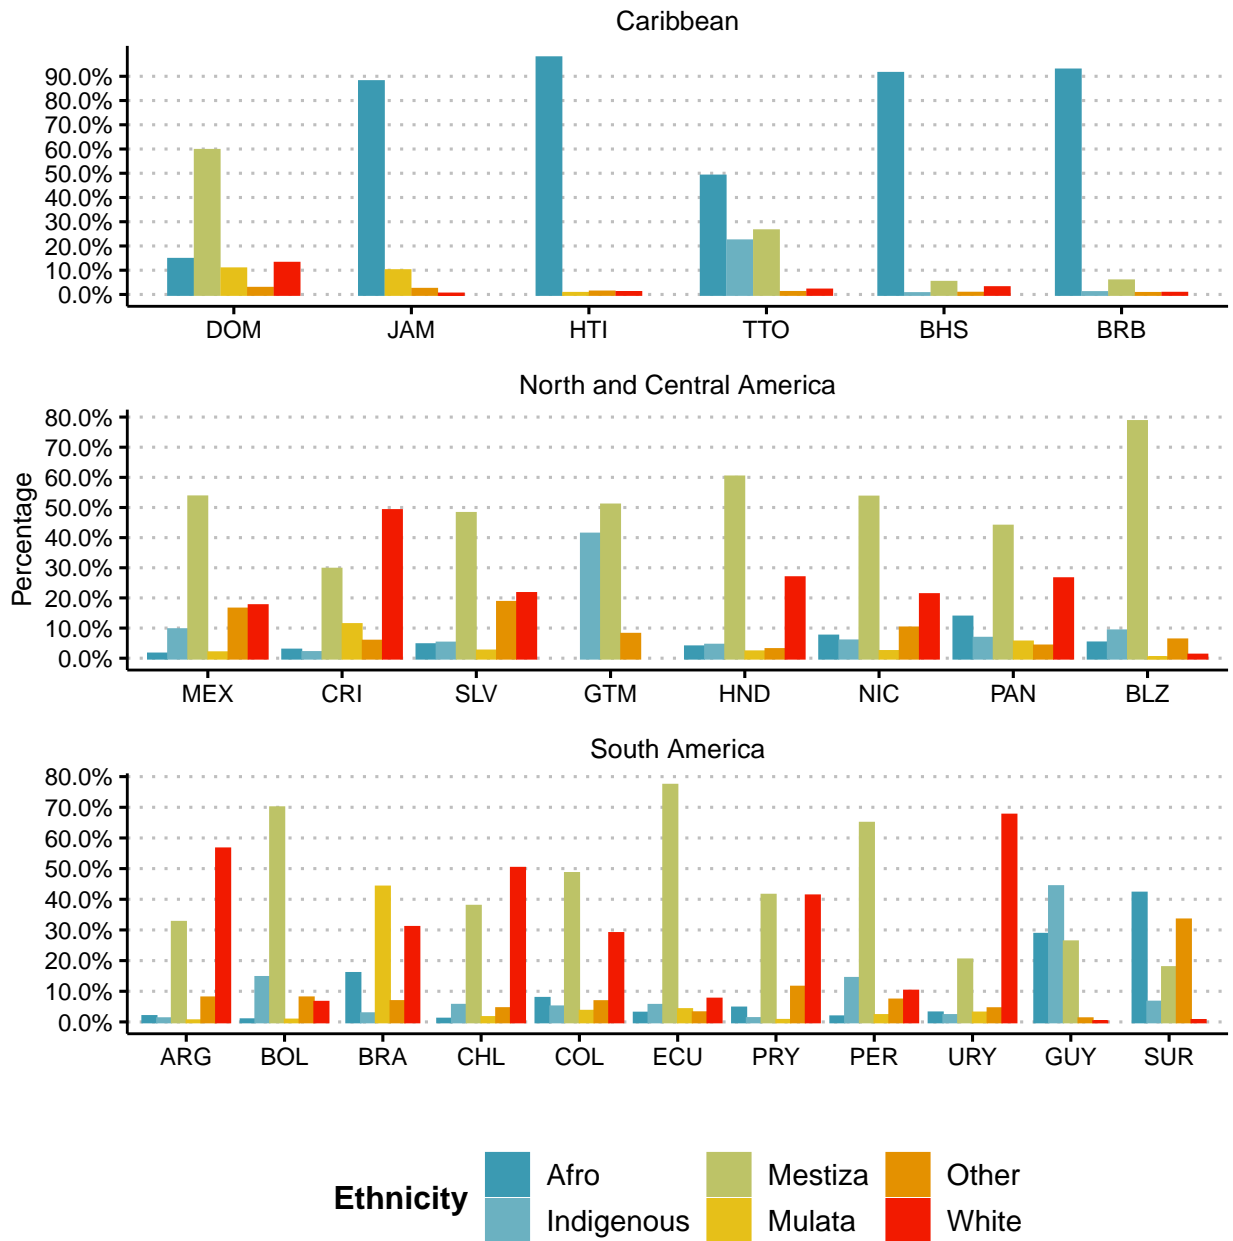 Caribbean
90.0%
80.0%
70.0%
60.0%
50.0%
40.0%
30.0%
20.0%
10.0%
0.0%
DOM JAM HTI TTO BHS BRB
North and Central America
Percentage
80.0%
70.0%
60.0%
50.0%
40.0%
30.0%
20.0%
10.0%
0.0%
MEX CRI SLV GTM HND NIC PAN BLZ
South America
80.0%
70.0%
60.0%
50.0%
40.0%
30.0%
20.0%
10.0%
0.0%
ARG BOL BRA CHL COL ECU PRY PER URY GUY SUR
Ethnicity
Afro Mestiza Other
Indigenous Mulata White